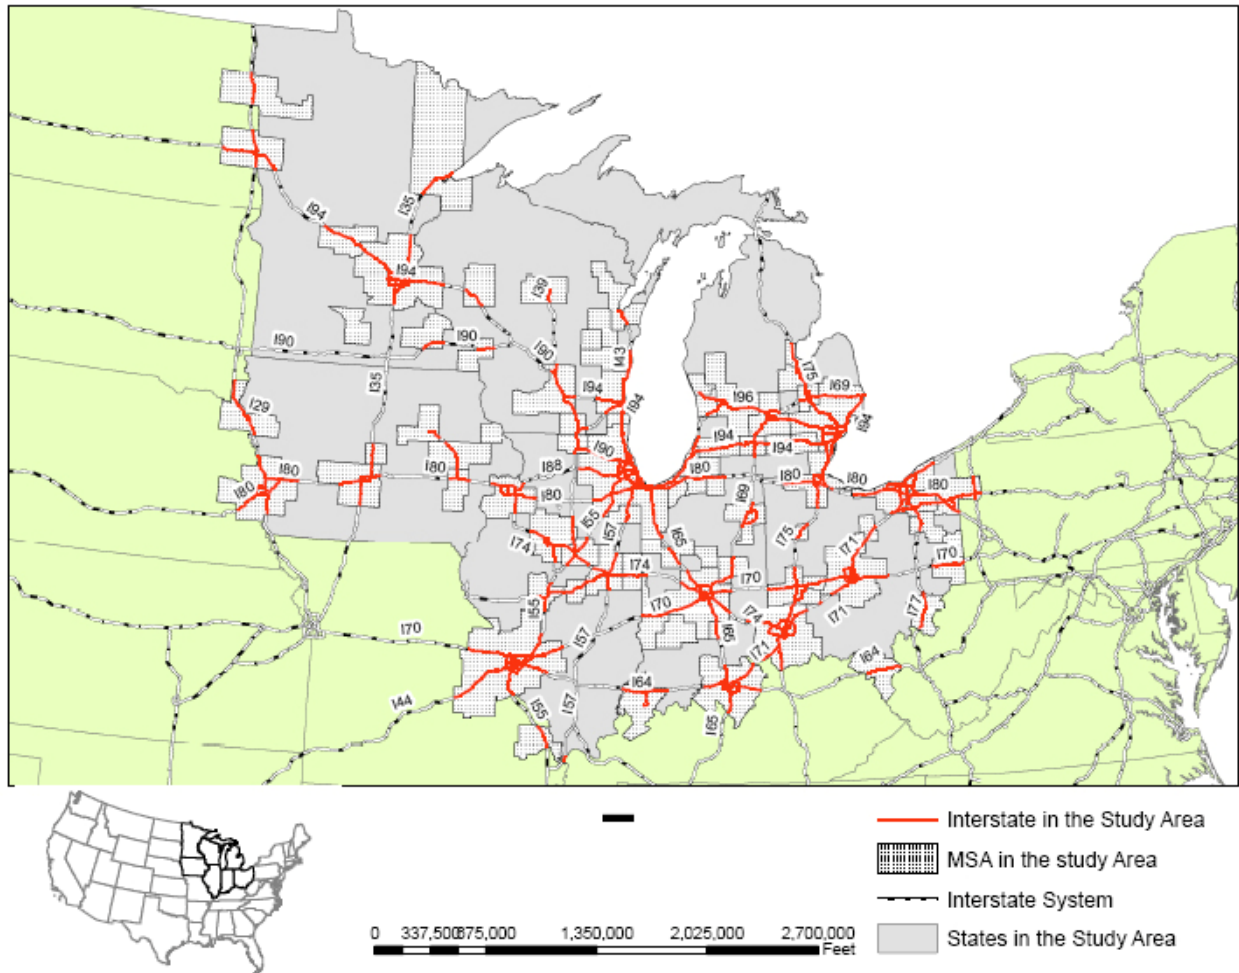 I94
I35
I94
I39
I90
I90
I90
I43
I75
I35
I94
I94
I96
I69
I94
I29
I94
I94
I90
I80
I88
I80
I80
I80
I80
I80
I80
I80
I69
I55
I57
I65
I75
I71
I74
I74
I70
I70
I55
I70
I74
I71
I77
I70
I57
I65
I71
I64
I64
I44
I55
I57
I65
Interstate in the Study Area
MSA in the study Area
Interstate System
States in the Study Area
0 337,500675,000 1,350,000 2,025,000 2,700,000
Feet